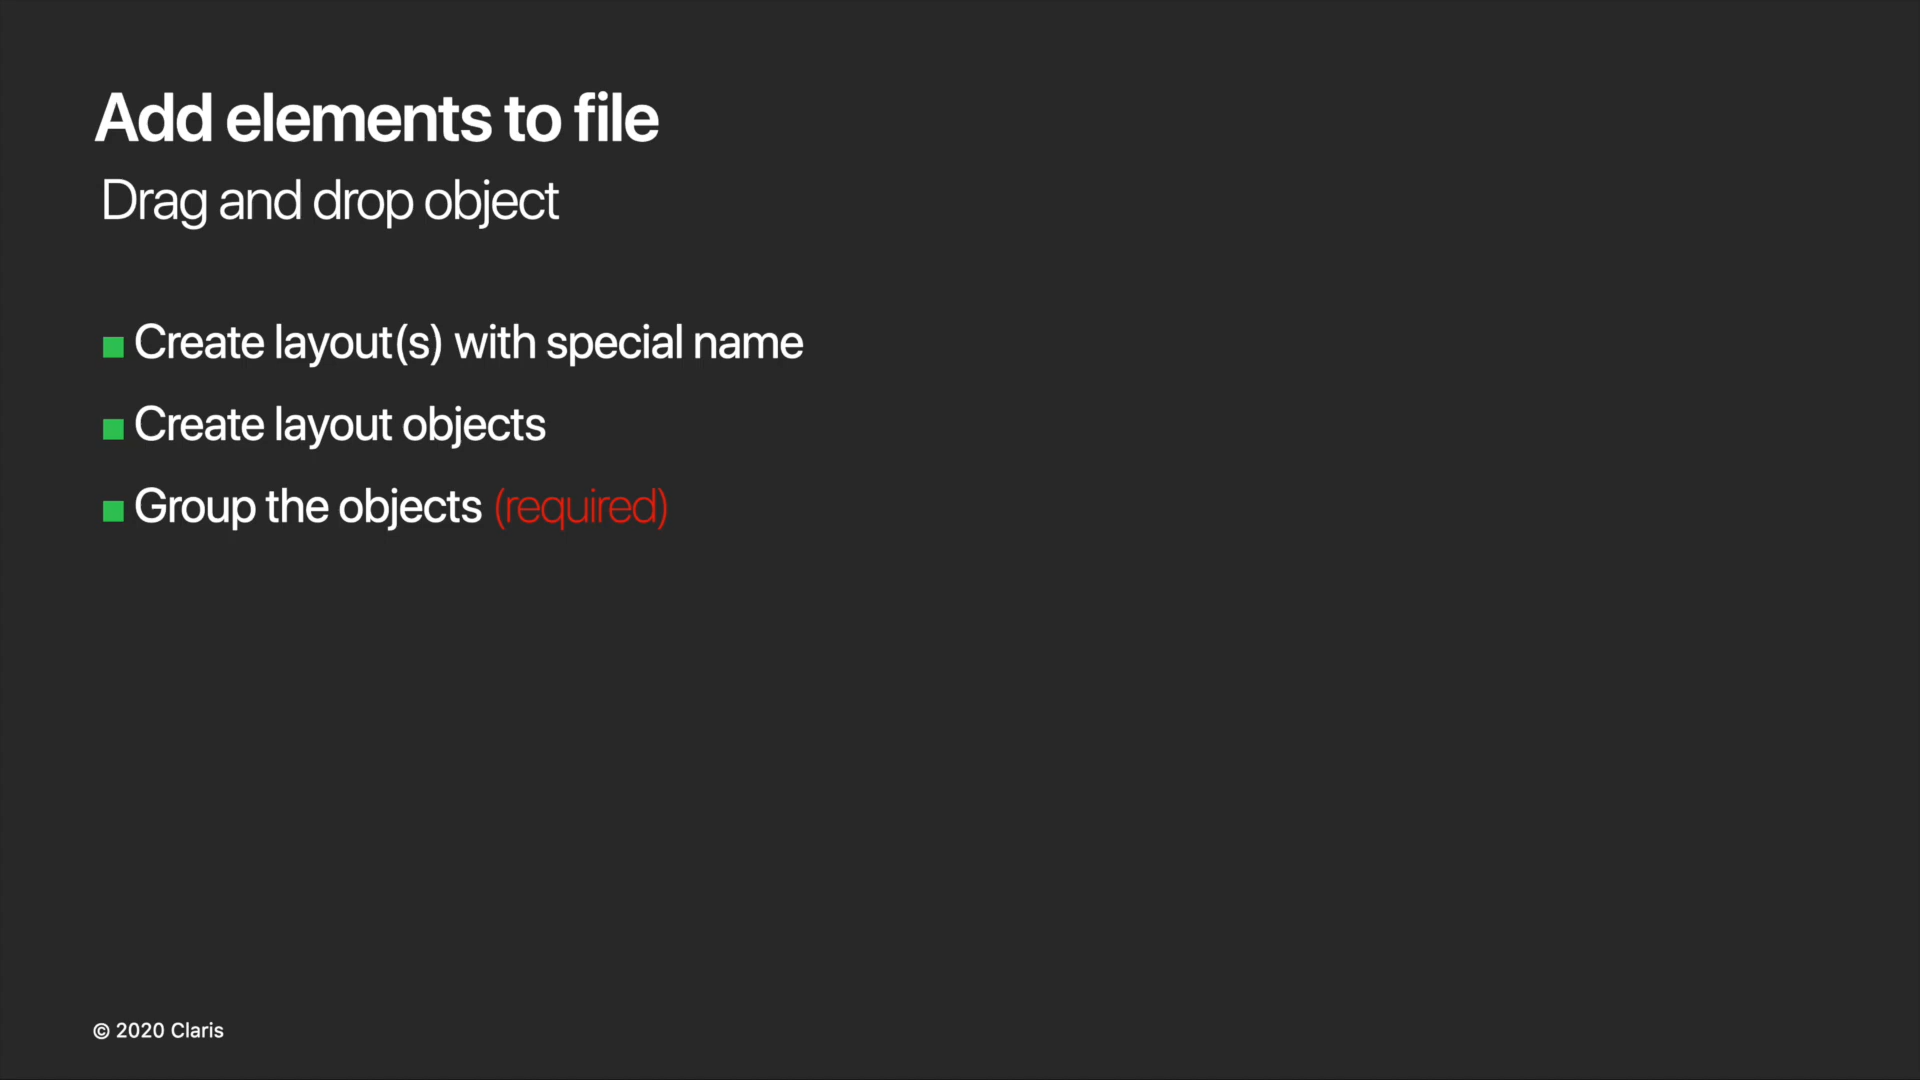 Add elements to file
Drag and drop object
■ Create layout(s) with special name
■ Create layout objects
■ Group the objects (required)
© 2020 Claris